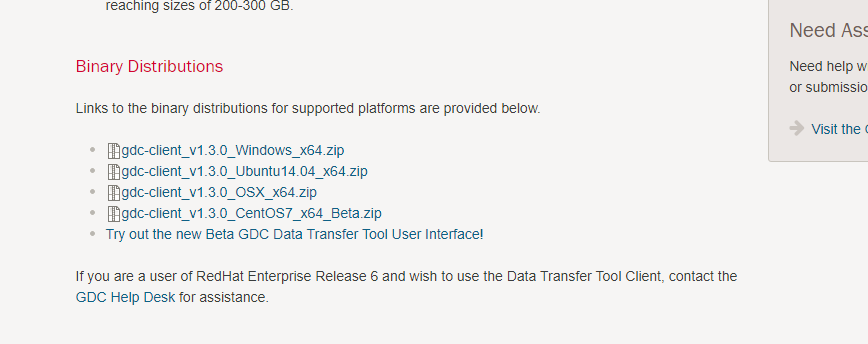 reaching sizes of 200-300 GB.
Binary Distributions
Links to the binary distributions for supported platforms are provided below.
gdc-client_v1.3.0_Windows_x64.zip
gdc-client_v1.3.0_Ubuntu14.04_x64.zip
gdc-client_v1.3.0_OSX_x64.zip
gdc-client_v1.3.0_CentOS7_x64_Beta.zip
Try out the new Beta GDC Data Transfer Tool User Interface!
If you are a user of RedHat Enterprise Release 6 and wish to use the Data Transfer Tool Client, contact the
GDC Help Desk for assistance.
Need Ass
Need help w
or submissio
Visit the